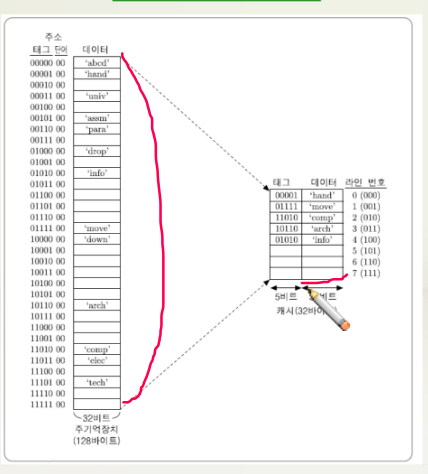 주소
태그 단어 데이터
00000 00 'abcd'
00001 00 'hand'
00010 00
00011 00 'univ'
00100 00
00101 00 'assm'
00110 00 'para'
00111 00
01000 00 'drop'
01001 00
01010 00 'info'
01011 00
01100 00
01101 00
01110 00
01111 00 'move'
10000 00 'down'
10001 00
10010 00
10011 00
10100 00
10101 00
10110 00 'arch'
10111 00
11000 00
11001 00
11010 00 'comp'
11011 00 'elec'
11100 00
11101 00 'tech'
11110 00
11111 00
32비트
주기억장치
(128바이트)
태그 데이터 라인 번호
00001 'hand' 0 (000)
01111 'move' 1 (001)
11010 'comp' 2 (010)
10110 'arch' 3 (011)
01010 'info' 4 (100)
5 (101)
6 (110)
7 (111)
5비트 비트
캐시(32바이